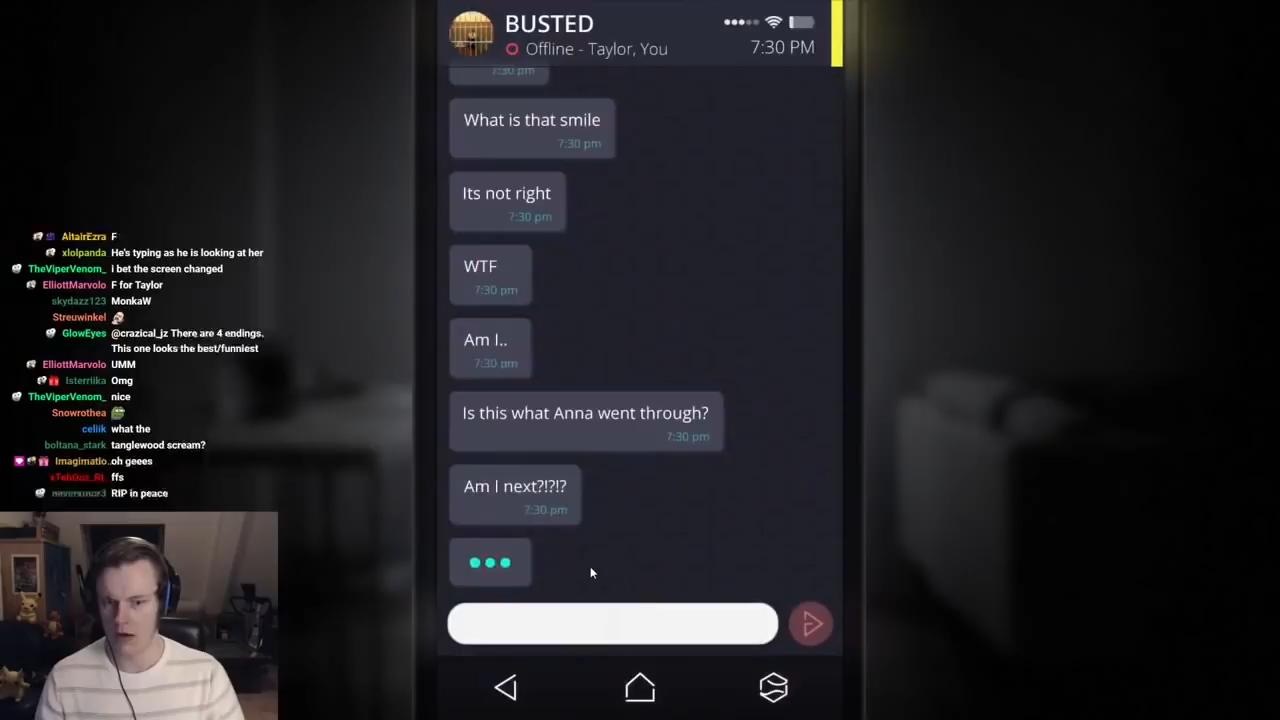 BUSTED
Offline - Taylor, You
7:30 PM
7:30 pm
What is that smile
7:30 pm
Its not right
7:30 pm
WTF
7:30 pm
Am I..
7:30 pm
Is this what Anna went through?
7:30 pm
Am I next?!?!?
7:30 pm
AltairEzra F
xlolpanda He's typing as he is looking at her
TheViperVenom_ i bet the screen changed
ElliottMarvolo F for Taylor
skydazz123 MonkaW
Streuwinkel
GlowEyes @crazical_jz There are 4 endings.
This one looks the best/funniest
ElliottMarvolo UMM
Isterriika Omg
TheViperVenom_ nice
Snowrothea
cellik what the
boltana_stark tanglewood scream?
Imagimatio.. oh geees
ffs
RIP in peace